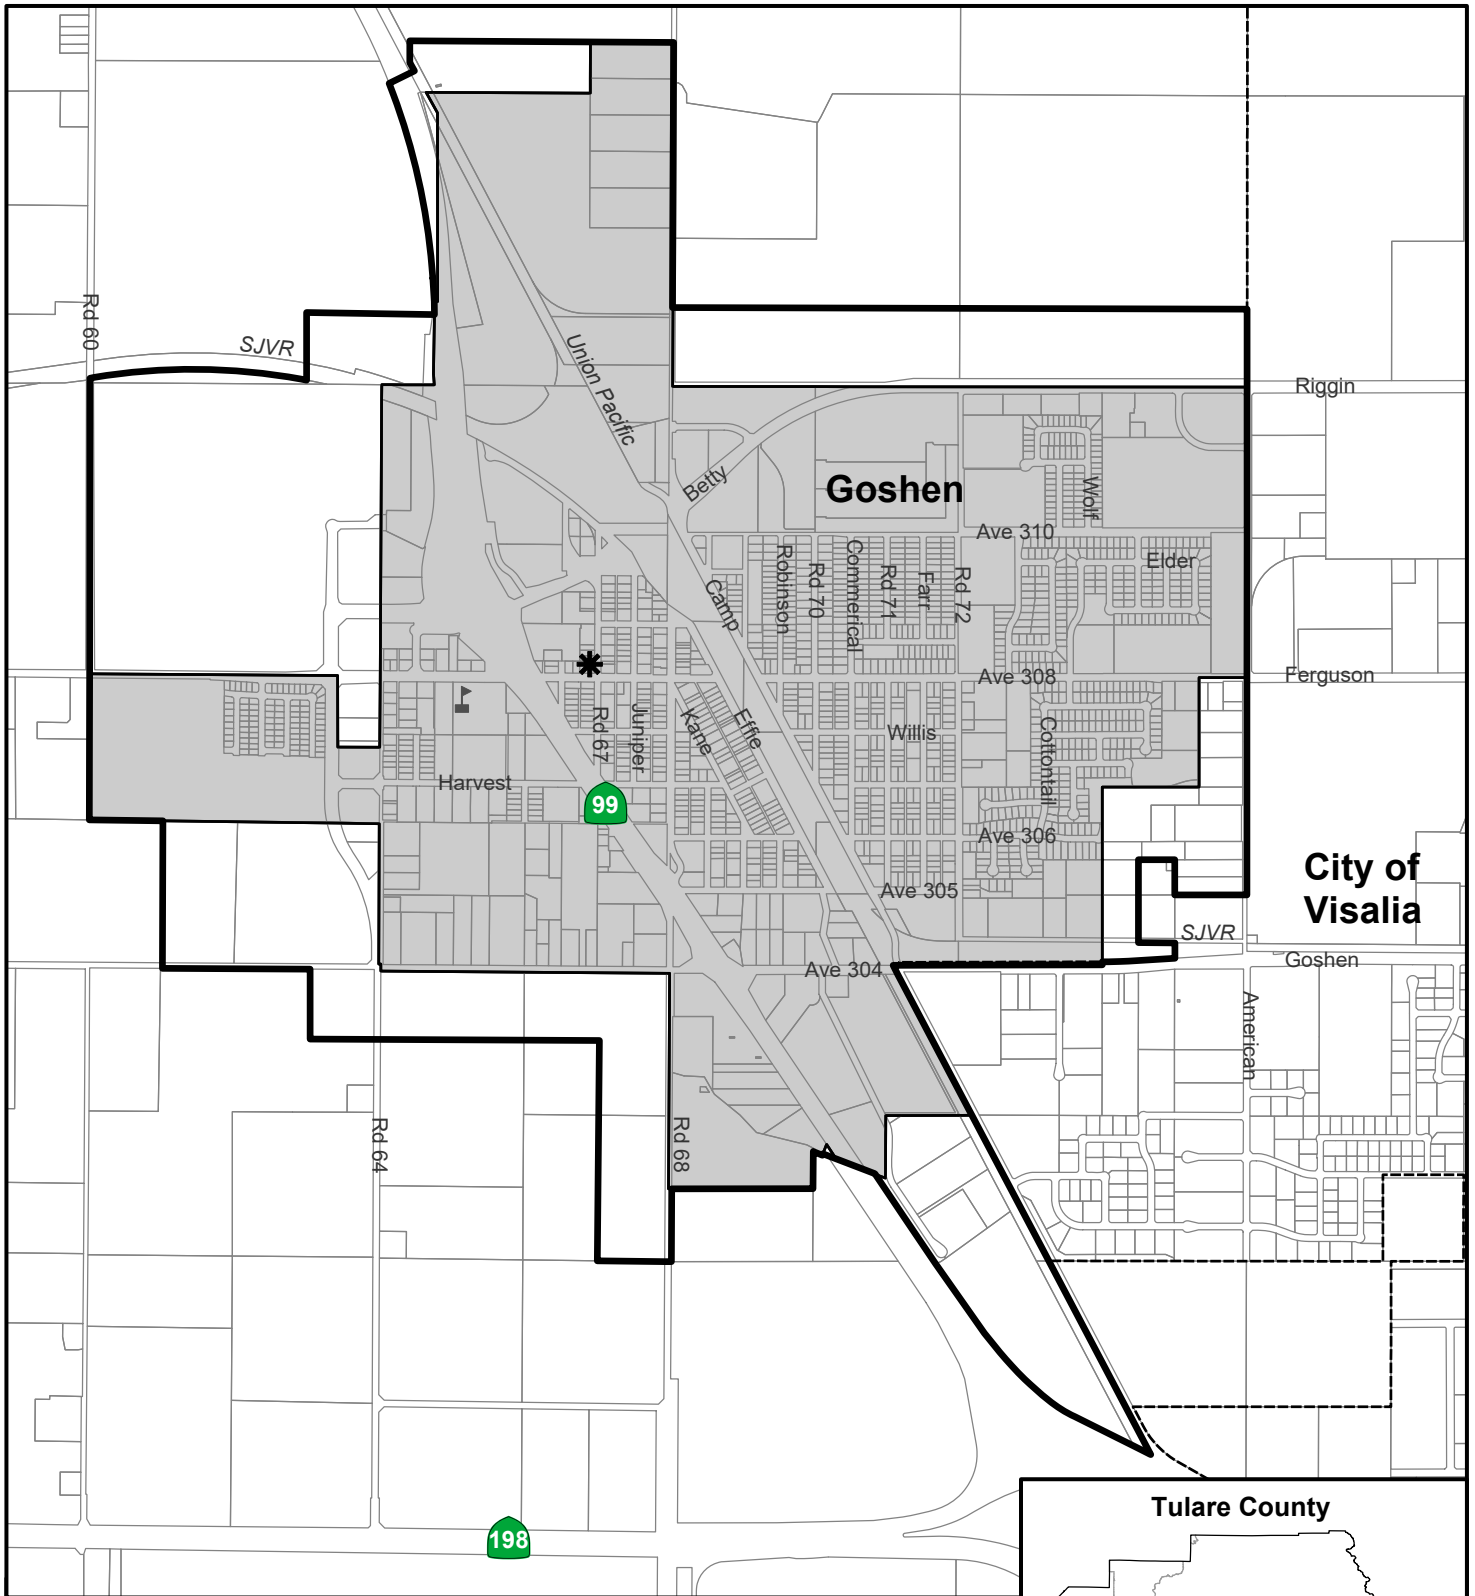 Rd 60
SJVR
Union Pacific
Riggin
Betty
Goshen
Wolf
Ave 310
Elder
Robinson
Rd 70
Commerical
Rd 71
Farr
Rd 72
Camp
Ave 308
Ferguson
Rd 67
Juniper
Kane
Effie
Willis
Cottontail
Harvest
99
Ave 306
City of
Visalia
Ave 305
SJVR
Goshen
Ave 304
American
Rd 64
Rd 68
198
Tulare County